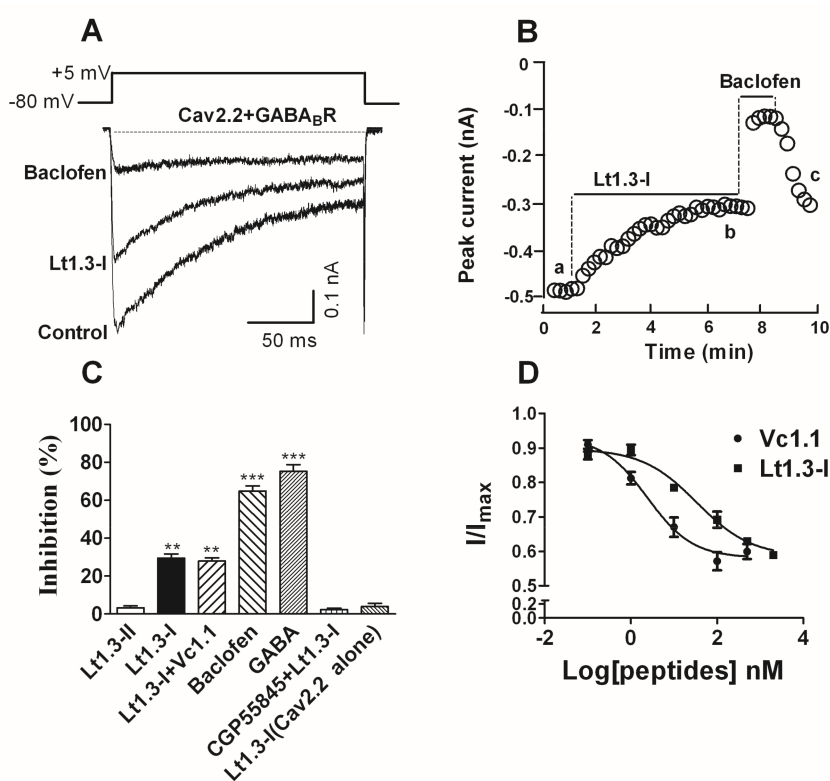 A
+5 mV
-80 mV
Cav2.2+GABA_BR
Baclofen
Lt1.3-I
Control
0.1 nA
50 ms
B
Peak current (nA)
0
-0.1
-0.2
-0.3
-0.4
-0.5
Baclofen
Lt1.3-I
a
b
c
0 2 4 6 8 10
Time (min)
C
Inhibition (%)
100
80
60
40
20
0
**
**
***
***
Lt1.3-II
Lt1.3-I
Lt1.3-I+Vc1.1
Baclofen
GABA
CGP55845+Lt1.3-I
Lt1.3-I(Cav2.2 alone)
D
I/Imax
1.0
0.9
0.8
0.7
0.6
0.5
0.2
0.0
Vc1.1
Lt1.3-I
-2 0 2 4
Log[peptides] nM